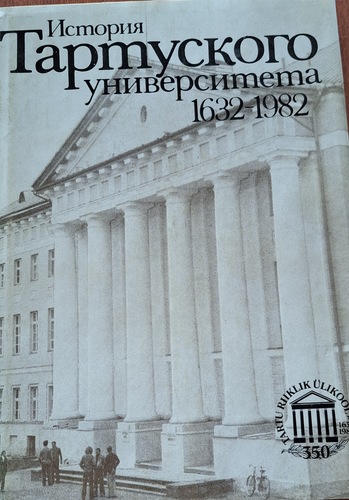 История
Тартуского
университета
1632-1982
TARTU RIIKLIK ÜLIKOOL
350